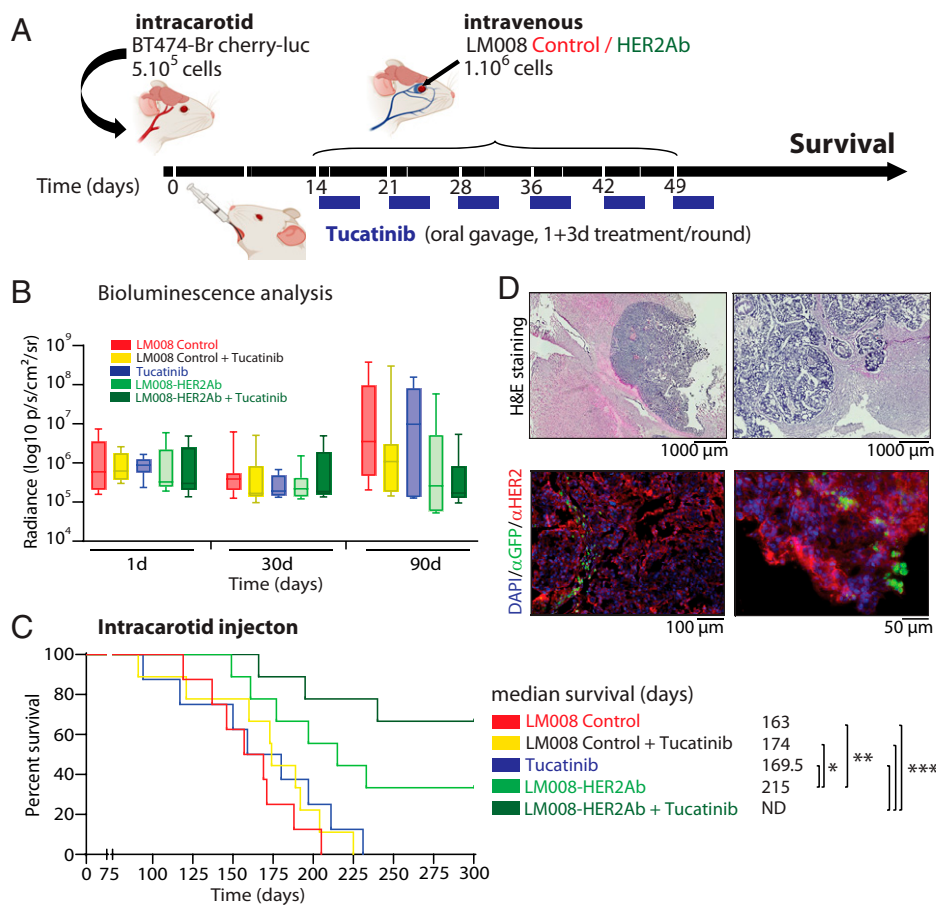 A
intracarotid
BT474-Br cherry-luc
5.10⁵ cells
intravenous
LM008 Control / HER2Ab
1.10⁶ cells
Survival
Time (days)
0 14 21 28 36 42 49
Tucatinib (oral gavage, 1+3d treatment/round)
B
Bioluminescence analysis
Radiance (log10 p/s/cm²/sr)
10⁹
10⁸
10⁷
10⁶
10⁵
10⁴
LM008 Control
LM008 Control + Tucatinib
Tucatinib
LM008-HER2Ab
LM008-HER2Ab + Tucatinib
1d 30d 90d
Time (days)
D
H&E staining
1000 µm
1000 µm
DAPI/αGFP/αHER2
100 µm
50 µm
C
Intracarotid injecton
Percent survival
100
80
60
40
20
0
0 75 100 125 150 175 200 225 250 275 300
Time (days)
median survival (days)
LM008 Control 163
LM008 Control + Tucatinib 174
Tucatinib 169.5
LM008-HER2Ab 215
LM008-HER2Ab + Tucatinib ND
* ** ***